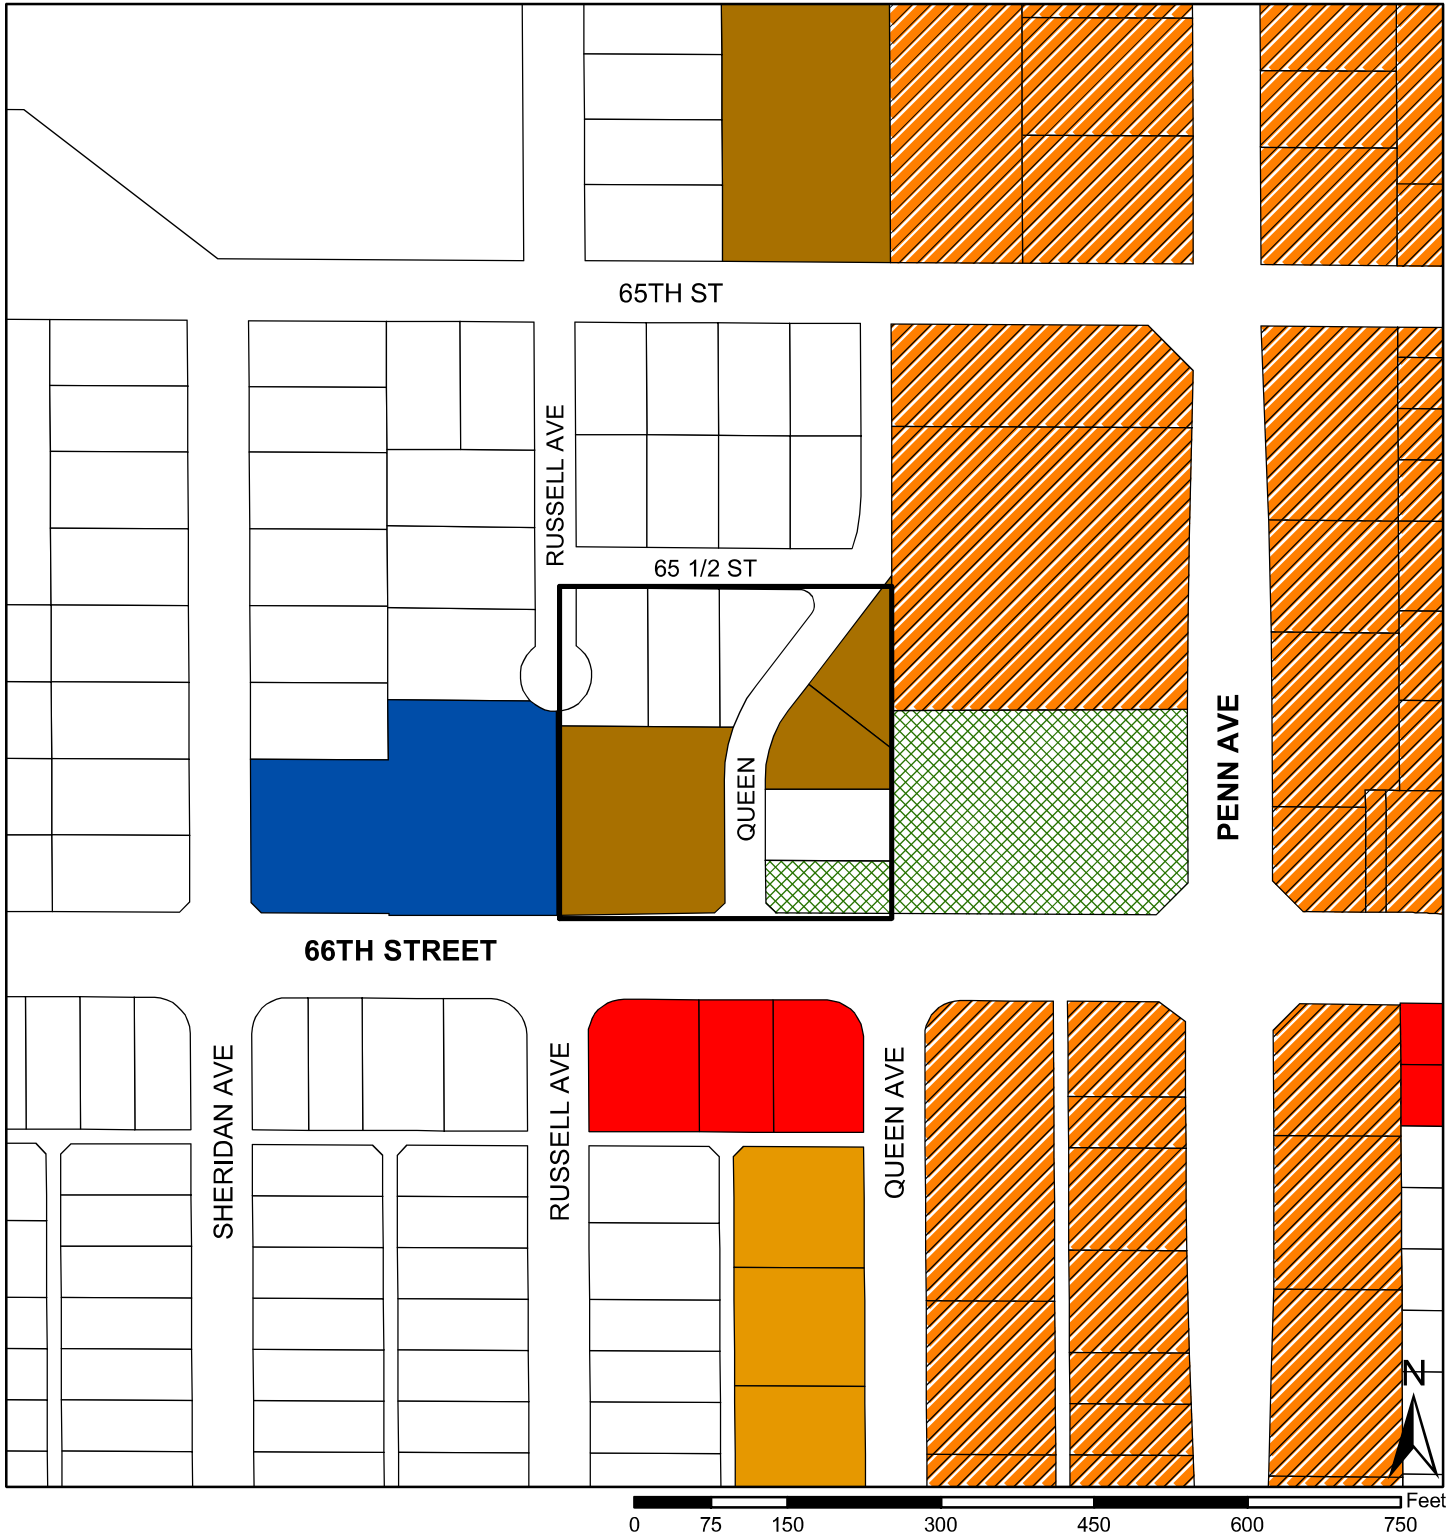 65TH ST
RUSSELL AVE
65 1/2 ST
QUEEN
PENN AVE
66TH STREET
SHERIDAN AVE
RUSSELL AVE
QUEEN AVE
N
Feet
0 75 150 300 450 600 750